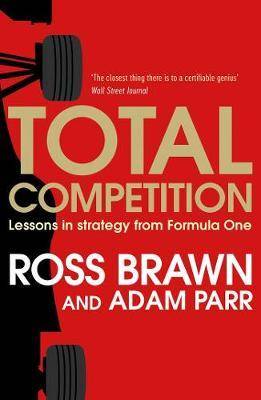 'The closest thing there is to a certifiable genius'
Wall Street Journal
TOTAL
COMPETITION
Lessons in strategy from Formula One
ROSS BRAWN
AND ADAM PARR